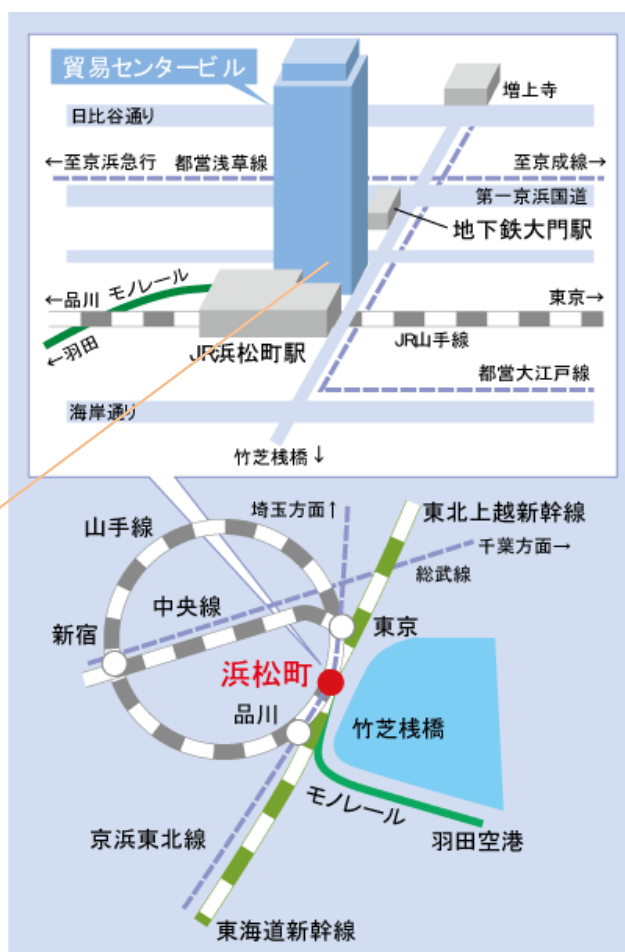 貿易センタービル
増上寺
日比谷通り
←至京浜急行
都営浅草線
至京成線→
第一京浜国道
地下鉄大門駅
←品川
モノレール
東京→
←羽田
JR浜松町駅
JR山手線
都営大江戸線
海岸通り
竹芝桟橋↓
埼玉方面↑
東北上越新幹線
山手線
千葉方面→
総武線
中央線
新宿
東京
浜松町
品川
竹芝桟橋
モノレール
京浜東北線
羽田空港
東海道新幹線